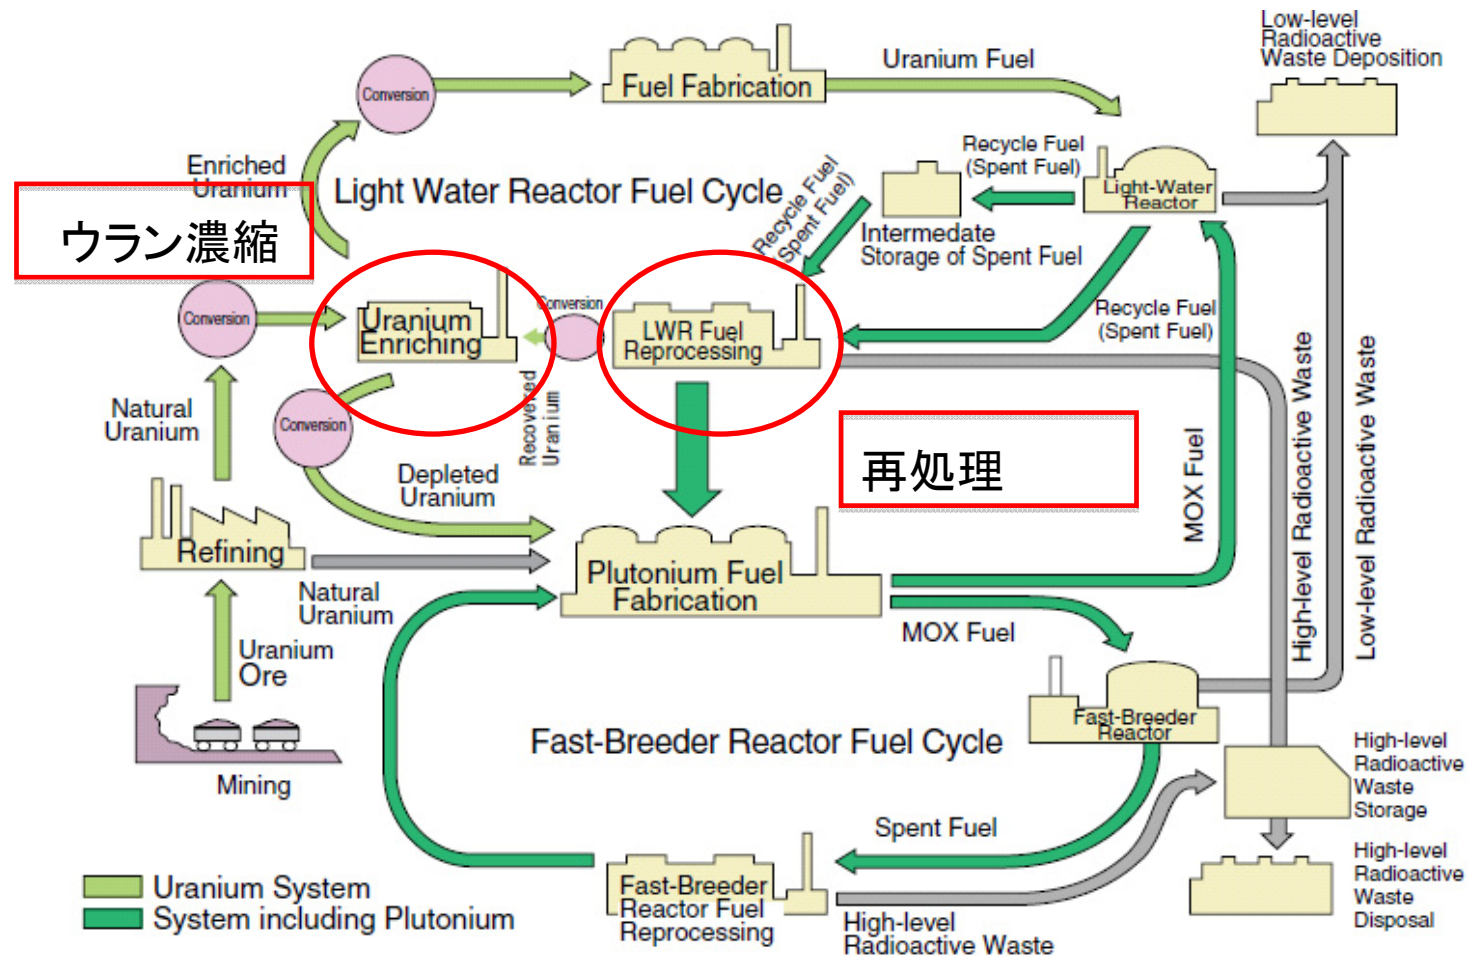 Low-level
Radioactive
Waste Deposition
Uranium Fuel
Conversion
Fuel Fabrication
Recycle Fuel
(Spent Fuel)
Enriched
Uranium
Light Water Reactor Fuel Cycle
Recycle Fuel
(Spent Fuel)
Light-Water
Reactor
ウラン濃縮
Intermedate
Storage of Spent Fuel
Conversion
Uranium
Enriching
Conversion
LWR Fuel
Reprocessing
Recycle Fuel
(Spent Fuel)
Natural
Uranium
Conversion
Recovered
Uranium
再処理
MOX Fuel
High-level Radioactive Waste
Low-level Radioactive Waste
Depleted
Uranium
Refining
Natural
Uranium
Plutonium Fuel
Fabrication
MOX Fuel
Uranium
Ore
Mining
Fast-Breeder Reactor Fuel Cycle
Fast-Breeder
Reactor
High-level
Radioactive
Waste
Storage
Spent Fuel
High-level
Radioactive
Waste
Disposal
Uranium System
System including Plutonium
Fast-Breeder
Reactor Fuel
Reprocessing
High-level
Radioactive Waste